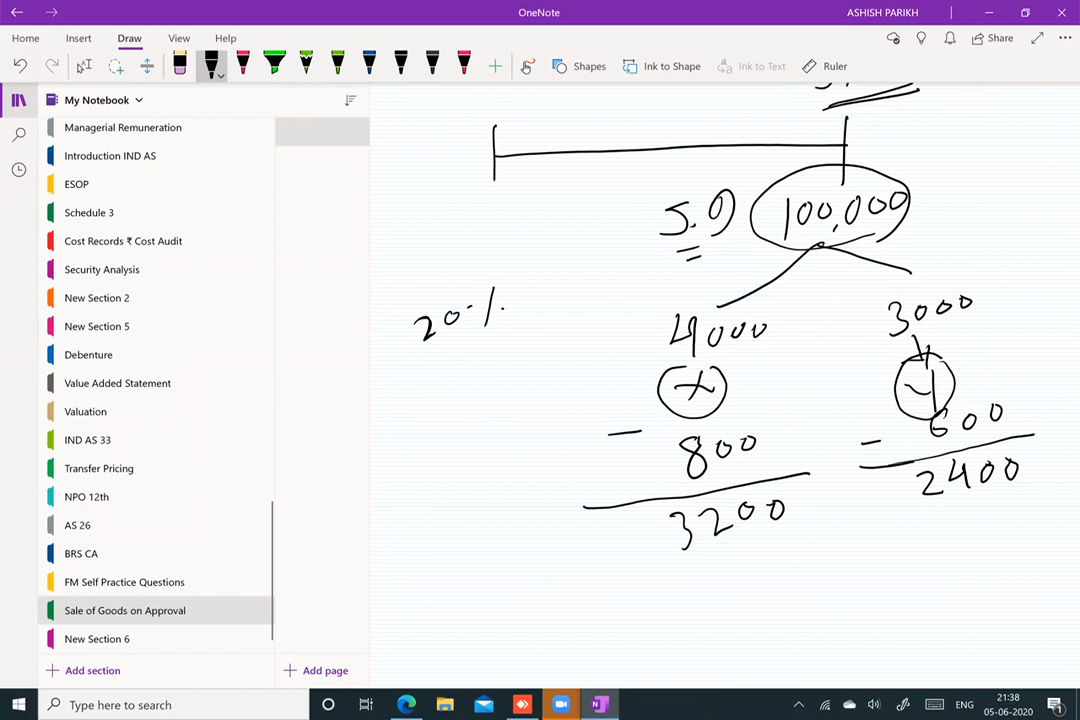 OneNote
ASHISH PARIKH
Home Insert Draw View Help
Share
Shapes Ink to Shape Ink to Text Ruler
My Notebook
Managerial Remuneration
Introduction IND AS
ESOP
Schedule 3
Cost Records ₹ Cost Audit
Security Analysis
New Section 2
New Section 5
Debenture
Value Added Statement
Valuation
IND AS 33
Transfer Pricing
NPO 12th
AS 26
BRS CA
FM Self Practice Questions
Sale of Goods on Approval
New Section 6
Add section
Add page
100,000
20%
4000 3000
- 800 - 600
3200 2400
Type here to search
ENG
21:38
05-06-2020